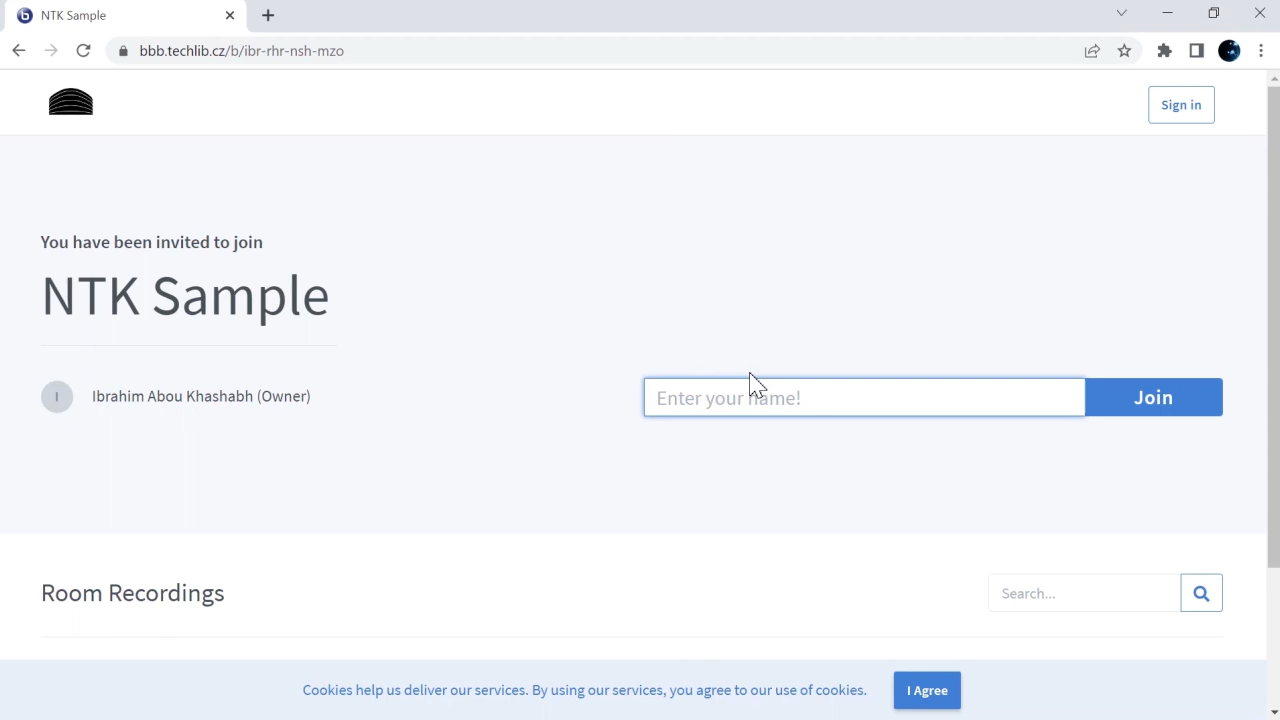 NTK Sample
bbb.techlib.cz/b/ibr-rhr-nsh-mzo
Sign in
You have been invited to join
NTK Sample
I Ibrahim Abou Khashabh (Owner)
Enter your name!
Join
Room Recordings
Search...
Cookies help us deliver our services. By using our services, you agree to our use of cookies.
I Agree